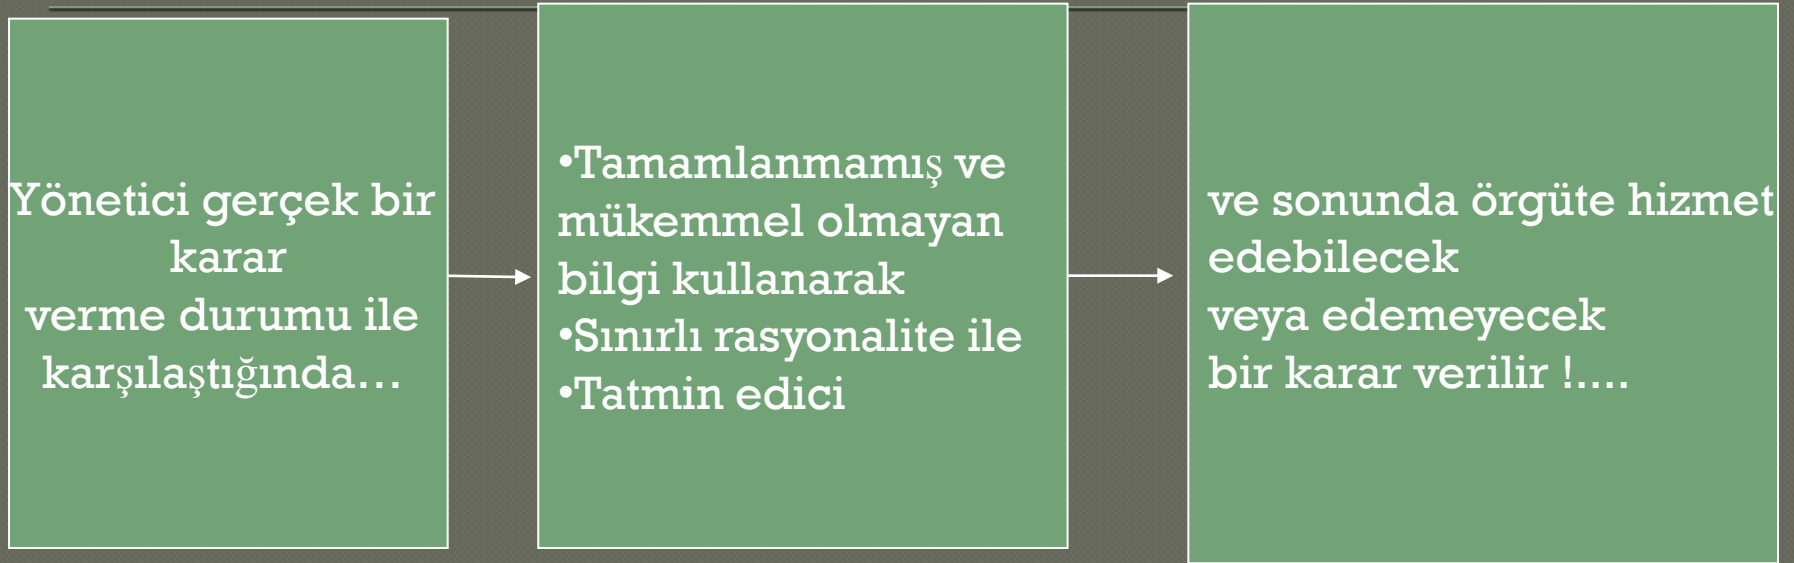 Yönetici gerçek bir
karar
verme durumu ile
karşılaştığında…
•Tamamlanmamış ve
mükemmel olmayan
bilgi kullanarak
•Sınırlı rasyonalite ile
•Tatmin edici
ve sonunda örgüte hizmet
edebilecek
veya edemeyecek
bir karar verilir !....